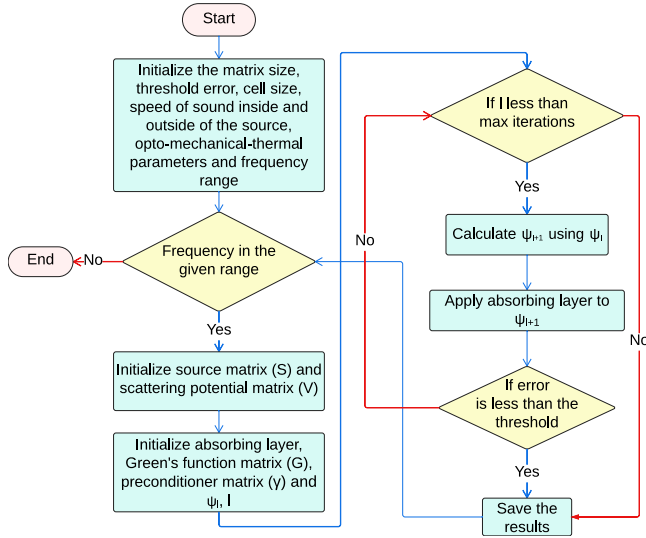 Start
Initialize the matrix size,
threshold error, cell size,
speed of sound inside and
outside of the source,
opto-mechanical-thermal
parameters and frequency
range
Frequency in the
given range
No
End
Yes
Initialize source matrix (S) and
scattering potential matrix (V)
Initialize absorbing layer,
Green's function matrix (G),
preconditioner matrix (γ) and
ψₗ, l
If l less than
max iterations
Yes
No
Calculate ψₗ₊₁ using ψₗ
Apply absorbing layer to
ψₗ₊₁
If error
is less than the
threshold
No
Yes
Save the
results